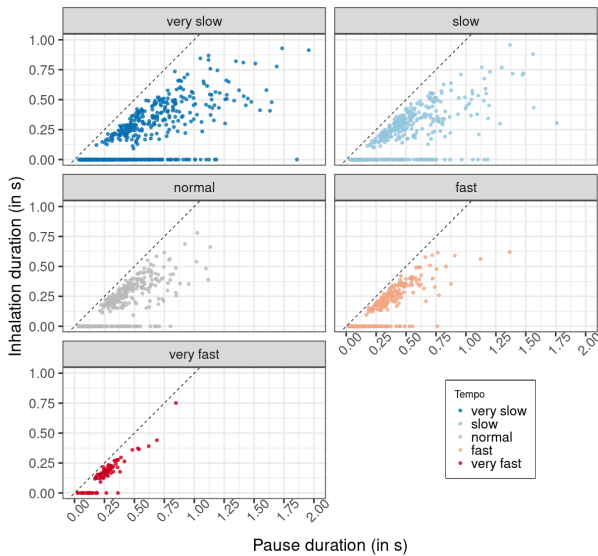 very slow
slow
1.00
0.75
0.50
0.25
0.00
normal
fast
1.00
0.75
0.50
0.25
0.00
0.00 0.25 0.50 0.75 1.00 1.25 1.50 1.75 2.00
very fast
1.00
0.75
0.50
0.25
0.00
0.00 0.25 0.50 0.75 1.00 1.25 1.50 1.75 2.00
Inhalation duration (in s)
Pause duration (in s)
Tempo
very slow
slow
normal
fast
very fast